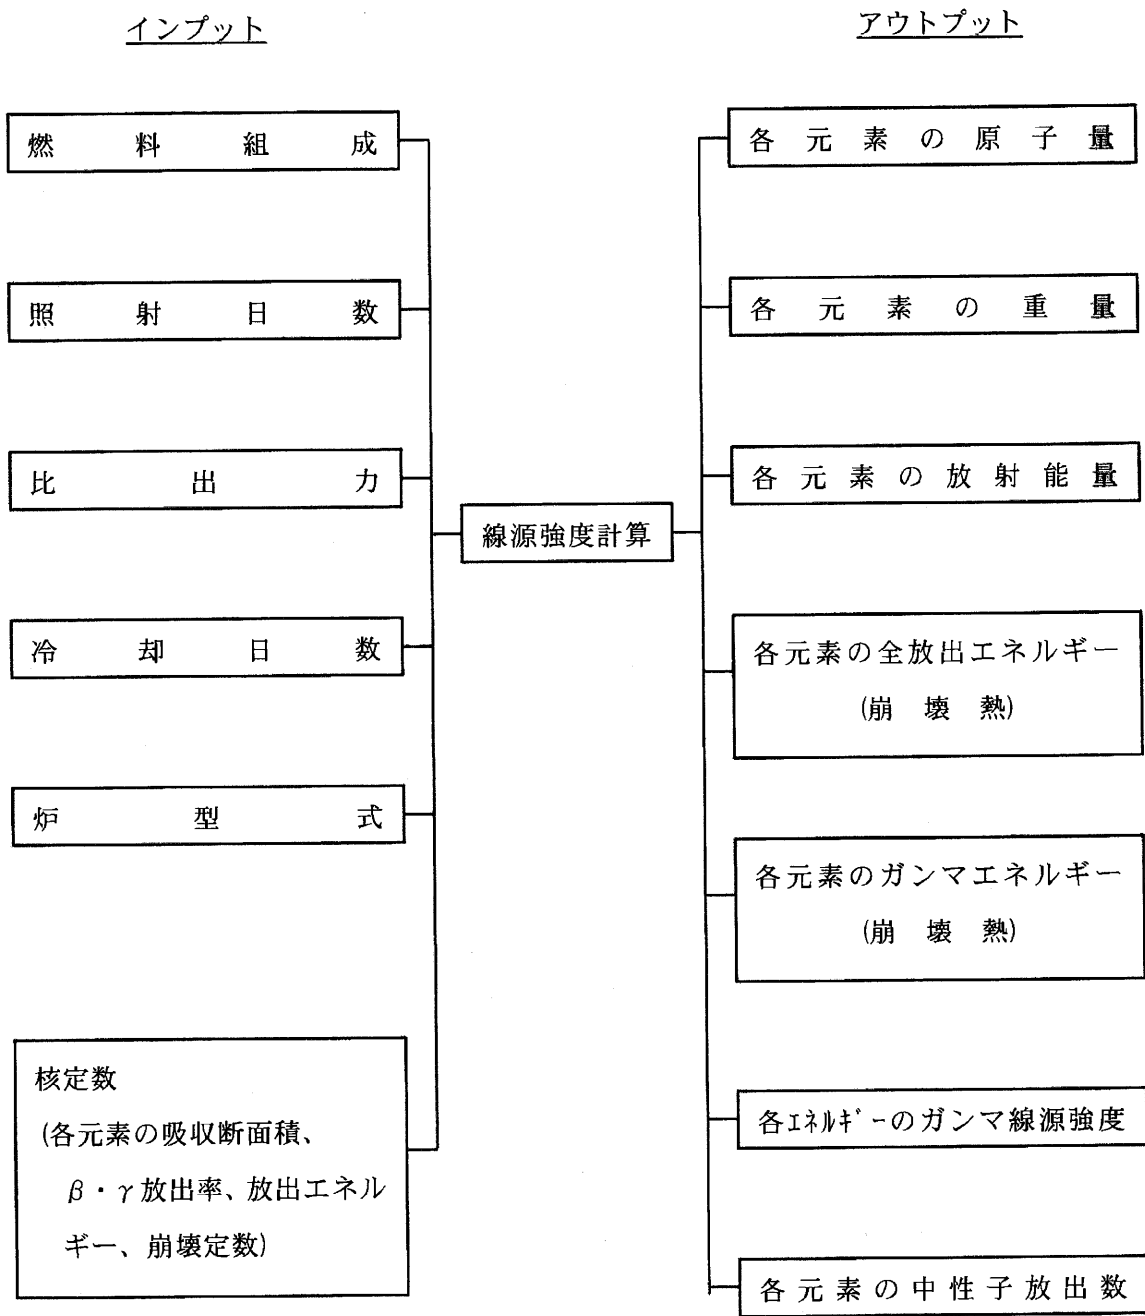 インプット
燃料組成
照射日数
比出力
冷却日数
炉型式
核定数
(各元素の吸収断面積、
β・γ放出率、放出エネル
ギー、崩壊定数)
線源強度計算
アウトプット
各元素の原子量
各元素の重量
各元素の放射能量
各元素の全放出エネルギー
(崩壊熱)
各元素のガンマエネルギー
(崩壊熱)
各ｴﾈﾙｷﾞｰのガンマ線源強度
各元素の中性子放出数